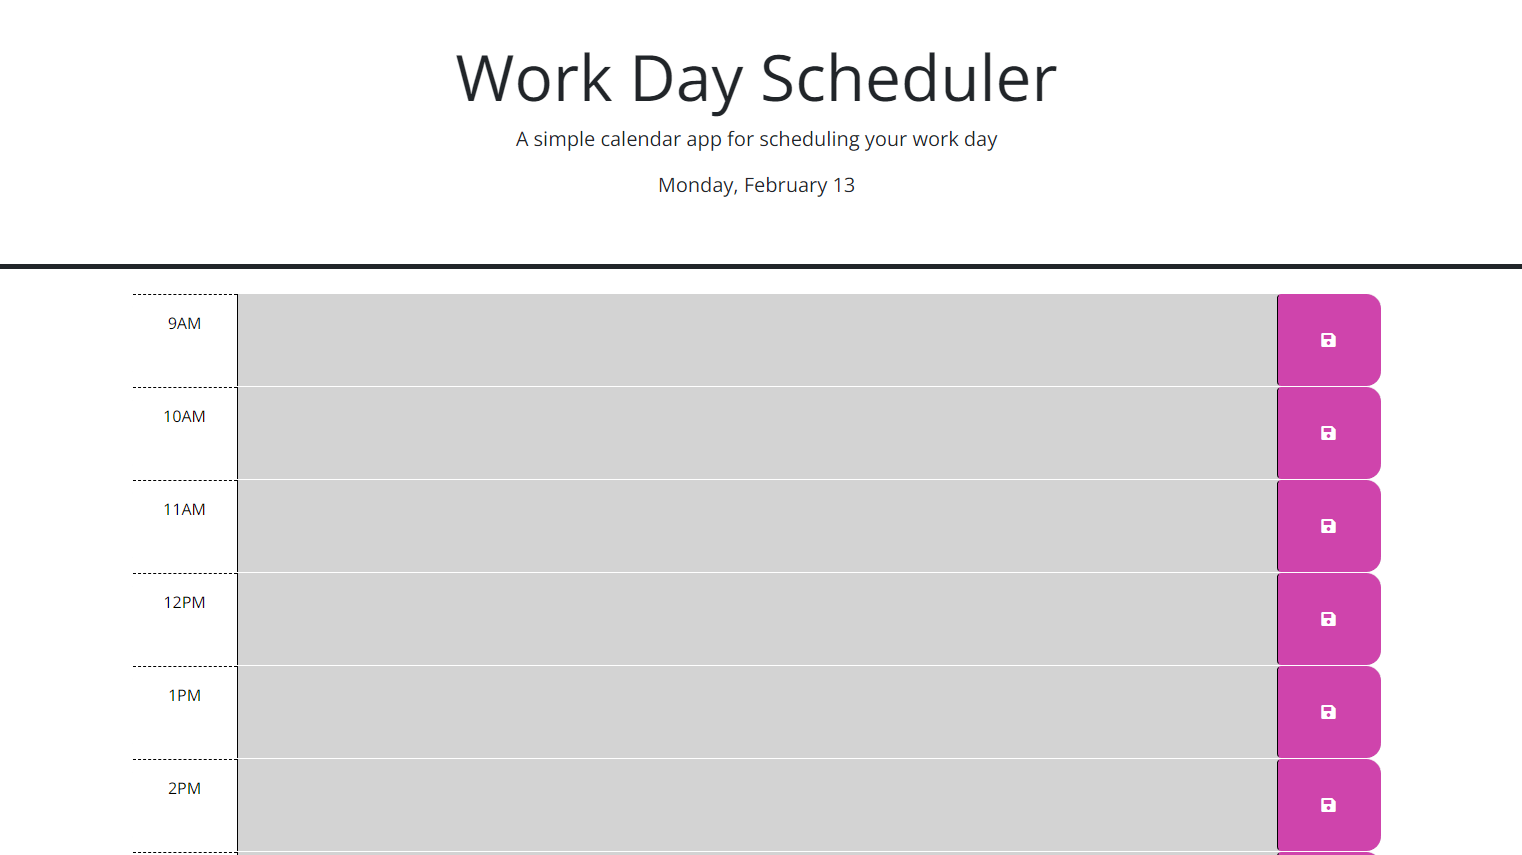 Work Day Scheduler
A simple calendar app for scheduling your work day
Monday, February 13
9AM
10AM
11AM
12PM
1PM
2PM